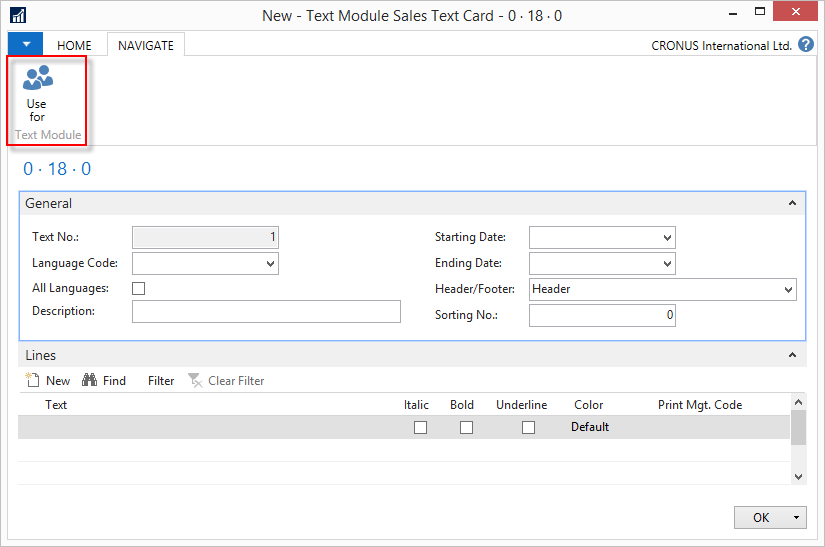 New - Text Module Sales Text Card - 0 · 18 · 0
HOME NAVIGATE CRONUS International Ltd. ?
Use
for
Text Module
0 · 18 · 0
General
Text No.: 1 Starting Date:
Language Code: Ending Date:
All Languages: Header/Footer: Header
Description: Sorting No.: 0
Lines
New Find Filter Clear Filter
Text Italic Bold Underline Color Print Mgt. Code
Default
OK